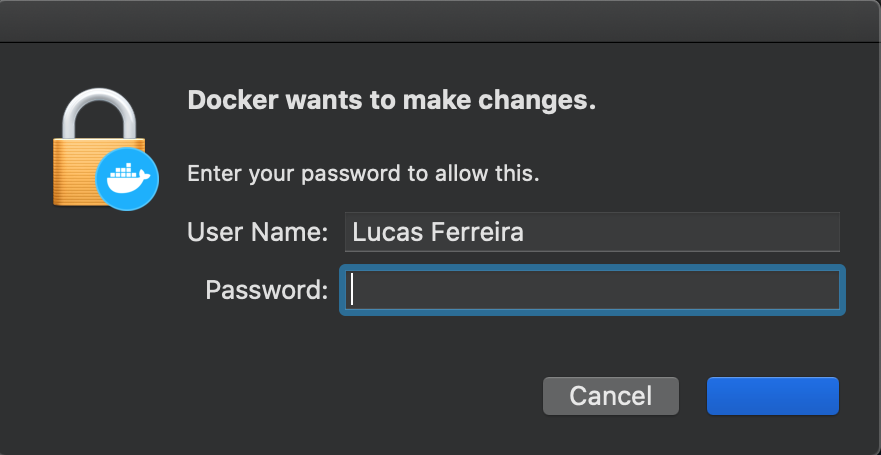 Docker wants to make changes.
Enter your password to allow this.
User Name: Lucas Ferreira
Password:
Cancel